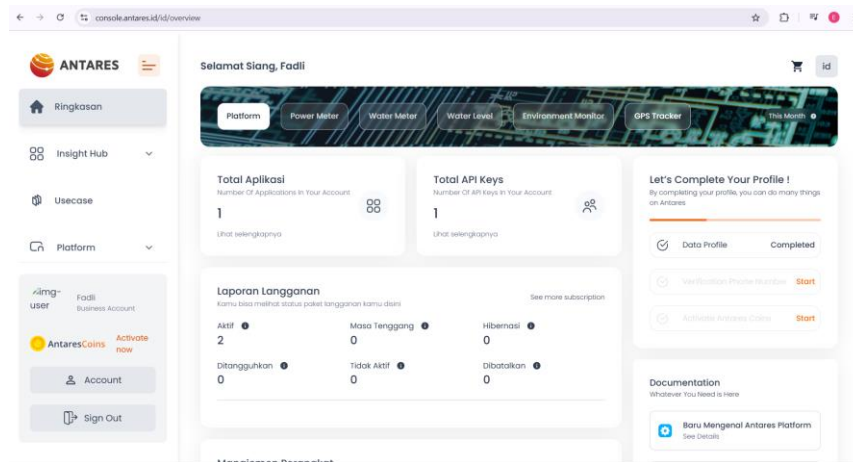 console.antares.id/id/overview
ANTARES
Ringkasan
Insight Hub
Usecase
Platform
img-user
Fadli
Business Account
AntaresCoins
Activate now
Account
Sign Out
Selamat Siang, Fadli
id
Platform
Power Meter
Water Meter
Water Level
Environment Monitor
GPS Tracker
This Month
Total Aplikasi
Number Of Applications In Your Account
1
Lihat selengkapnya
Total API Keys
Number Of API Keys In Your Account
1
Lihat selengkapnya
Laporan Langganan
Kamu bisa melihat status paket langganan kamu disini
See more subscription
Aktif
2
Masa Tenggang
0
Hibernasi
0
Ditangguhkan
0
Tidak Aktif
0
Dibatalkan
0
Manajemen Perangkat
Let's Complete Your Profile !
By completing your profile, you can do many things
on Antares
Data Profile Completed
Verification Phone Number Start
Activate Antares Coins Start
Documentation
Whatever You Need is Here
Baru Mengenal Antares Platform
See Details